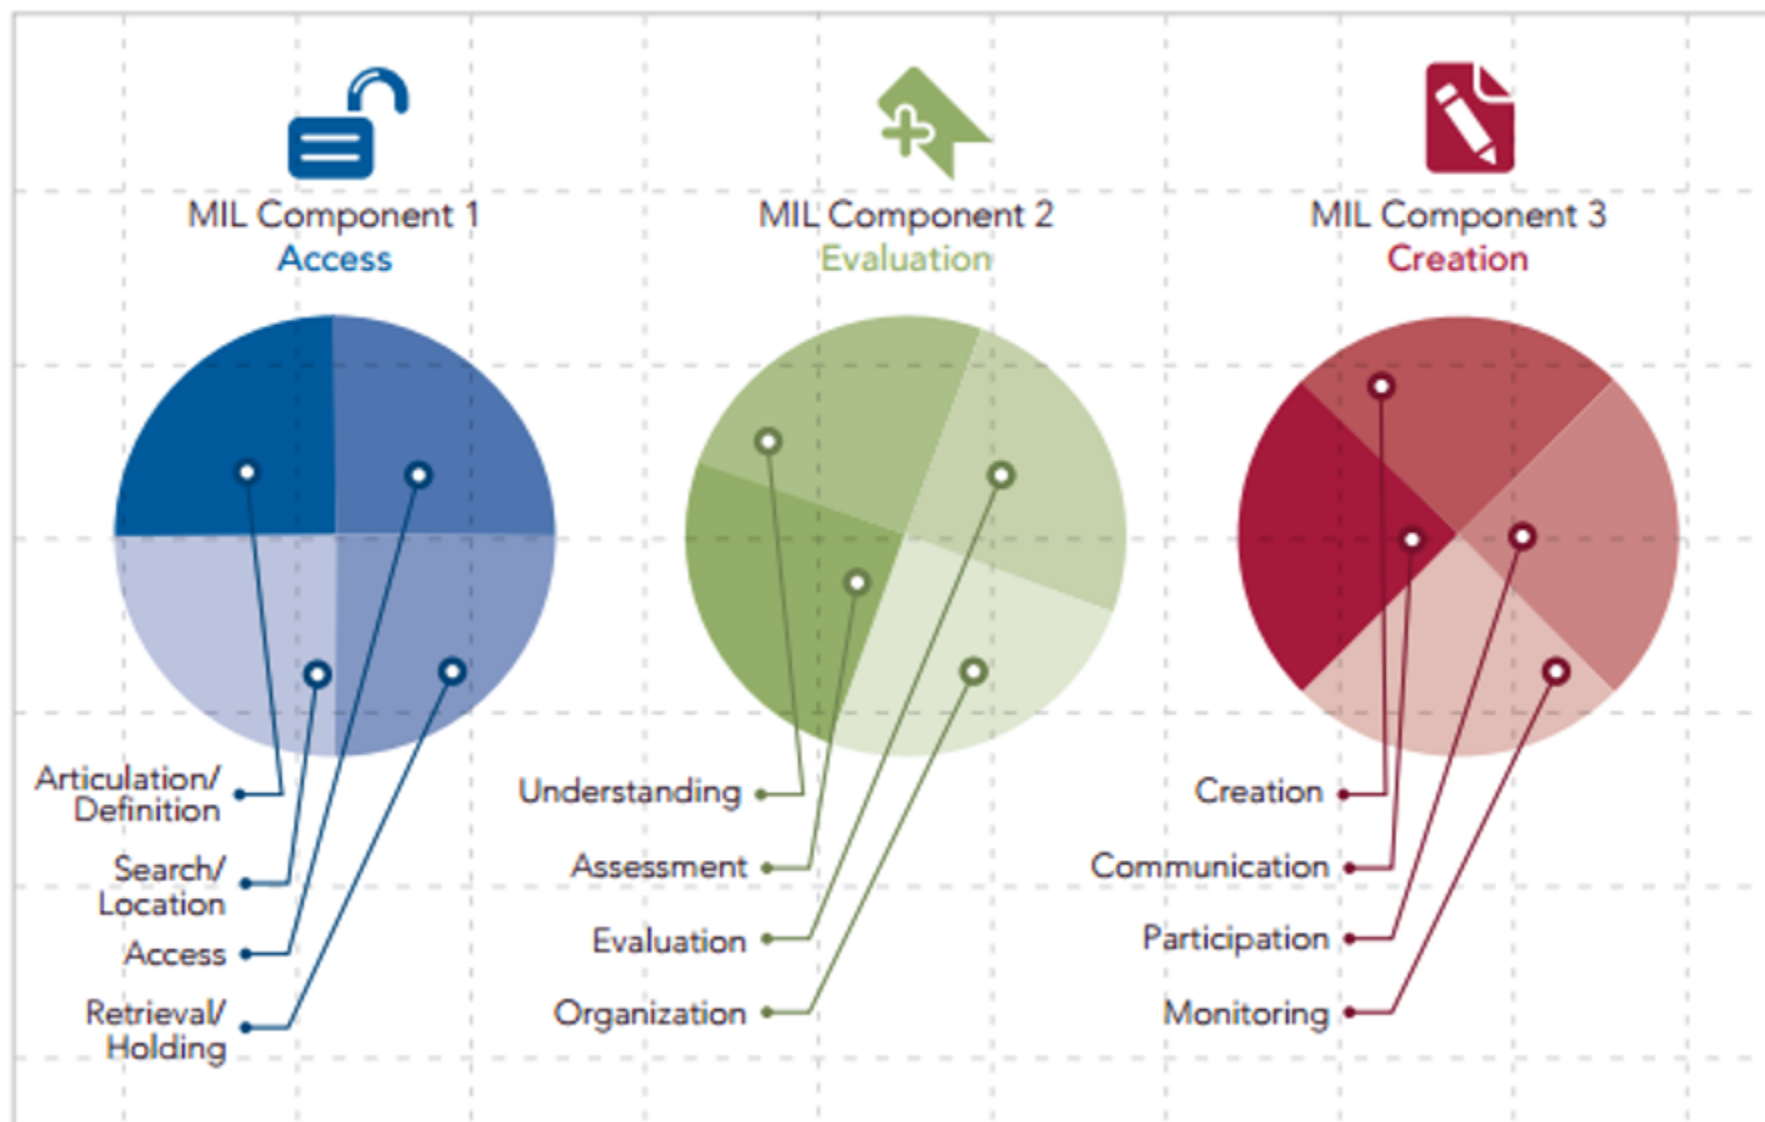 MIL Component 1
Access
Articulation/
Definition
Search/
Location
Access
Retrieval/
Holding
MIL Component 2
Evaluation
Understanding
Assessment
Evaluation
Organization
MIL Component 3
Creation
Creation
Communication
Participation
Monitoring